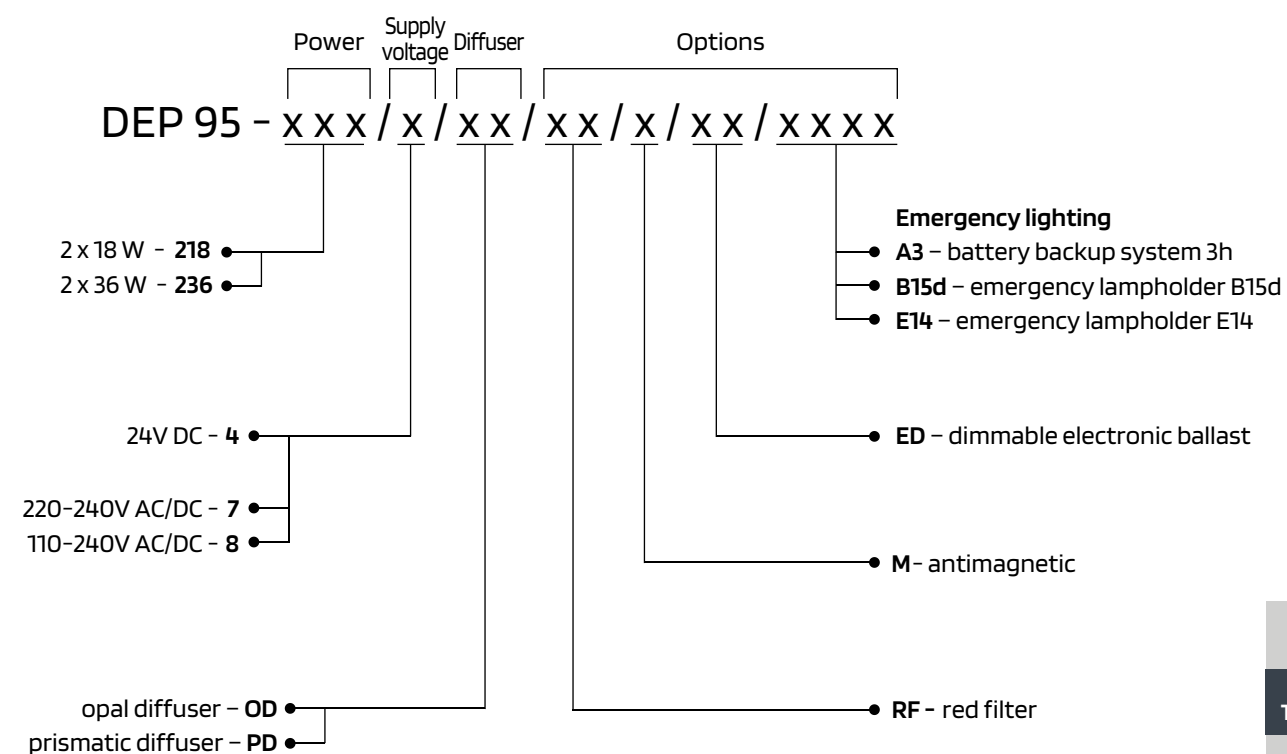 Power Supply voltage Diffuser Options
DEP 95 - x x x / x / x x / x x / x / x x / x x x x
Emergency lighting
2 x 18 W - 218
A3 – battery backup system 3h
2 x 36 W - 236
B15d – emergency lampholder B15d
E14 – emergency lampholder E14
24V DC - 4
ED – dimmable electronic ballast
220-240V AC/DC - 7
110-240V AC/DC - 8
M- antimagnetic
opal diffuser – OD
RF - red filter
prismatic diffuser – PD